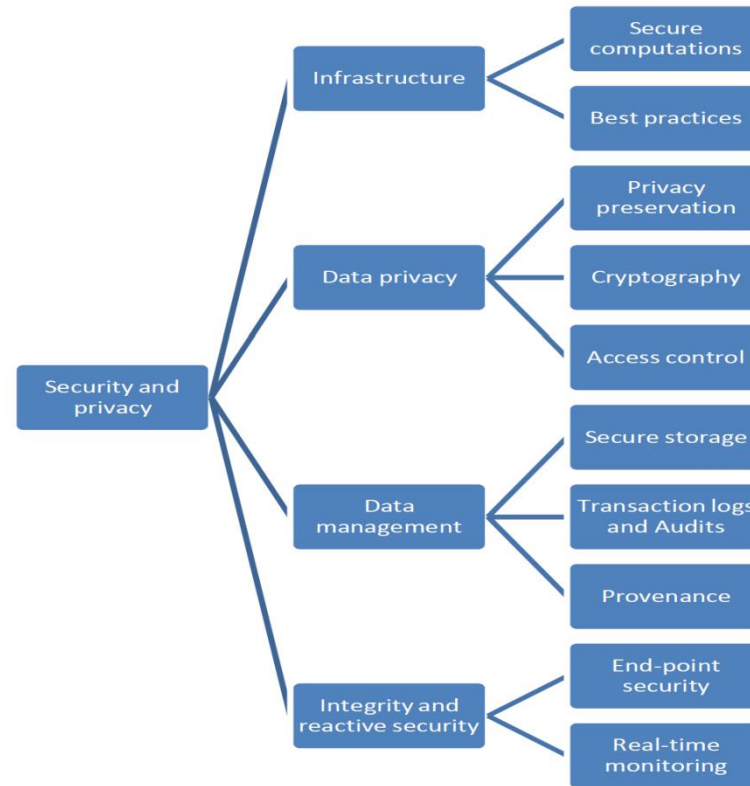 Secure
computations
Infrastructure
Best practices
Privacy
preservation
Data privacy
Cryptography
Access control
Security and
privacy
Secure storage
Data
management
Transaction logs
and Audits
Provenance
End-point
security
Integrity and
reactive security
Real-time
monitoring